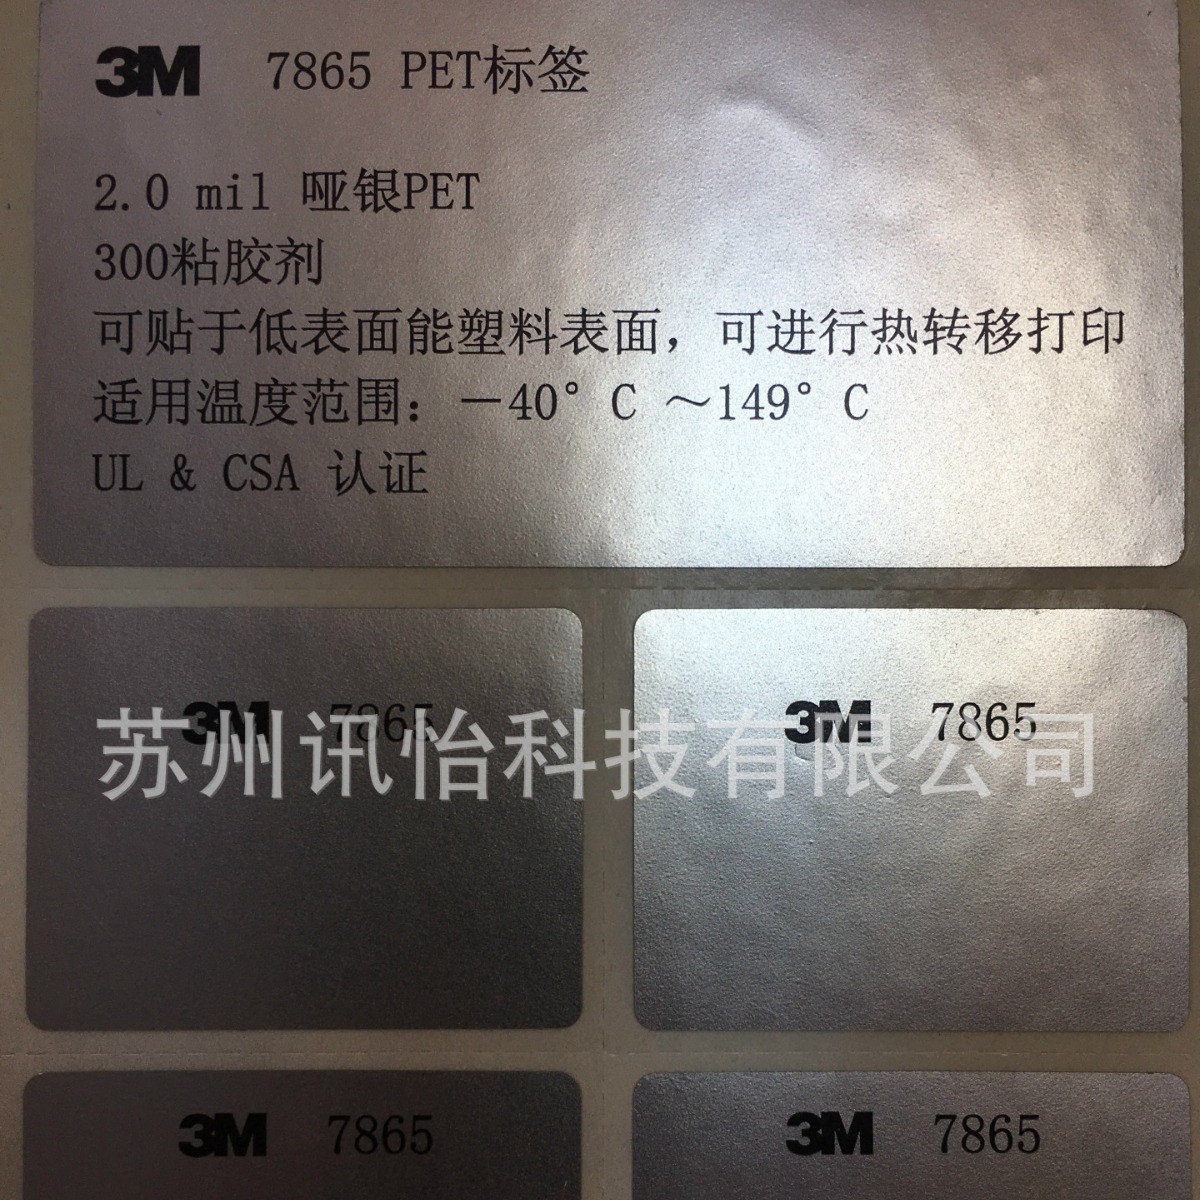 3M 7865 PET标签
2.0 mil 哑银PET
300粘胶剂
可贴于低表面能塑料表面，可进行热转移打印
适用温度范围：－40°C ～149°C
UL & CSA 认证
3M 7865
3M 7865
苏州讯怡科技有限公司
3M 7865
3M 7865